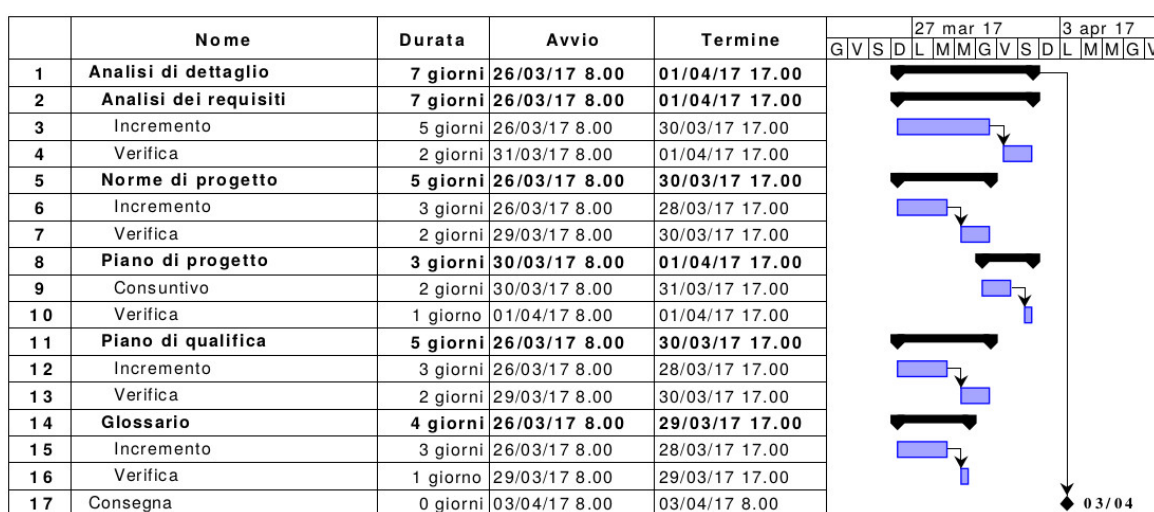 27 mar 17 3 apr 17
Nome Durata Avvio Termine
G V S D L M M G V S D L M M G V
1 Analisi di dettaglio 7 giorni 26/03/17 8.00 01/04/17 17.00
2 Analisi dei requisiti 7 giorni 26/03/17 8.00 01/04/17 17.00
3 Incremento 5 giorni 26/03/17 8.00 30/03/17 17.00
4 Verifica 2 giorni 31/03/17 8.00 01/04/17 17.00
5 Norme di progetto 5 giorni 26/03/17 8.00 30/03/17 17.00
6 Incremento 3 giorni 26/03/17 8.00 28/03/17 17.00
7 Verifica 2 giorni 29/03/17 8.00 30/03/17 17.00
8 Piano di progetto 3 giorni 30/03/17 8.00 01/04/17 17.00
9 Consuntivo 2 giorni 30/03/17 8.00 31/03/17 17.00
10 Verifica 1 giorno 01/04/17 8.00 01/04/17 17.00
11 Piano di qualifica 5 giorni 26/03/17 8.00 30/03/17 17.00
12 Incremento 3 giorni 26/03/17 8.00 28/03/17 17.00
13 Verifica 2 giorni 29/03/17 8.00 30/03/17 17.00
14 Glossario 4 giorni 26/03/17 8.00 29/03/17 17.00
15 Incremento 3 giorni 26/03/17 8.00 28/03/17 17.00
16 Verifica 1 giorno 29/03/17 8.00 29/03/17 17.00
17 Consegna 0 giorni 03/04/17 8.00 03/04/17 8.00 03/04